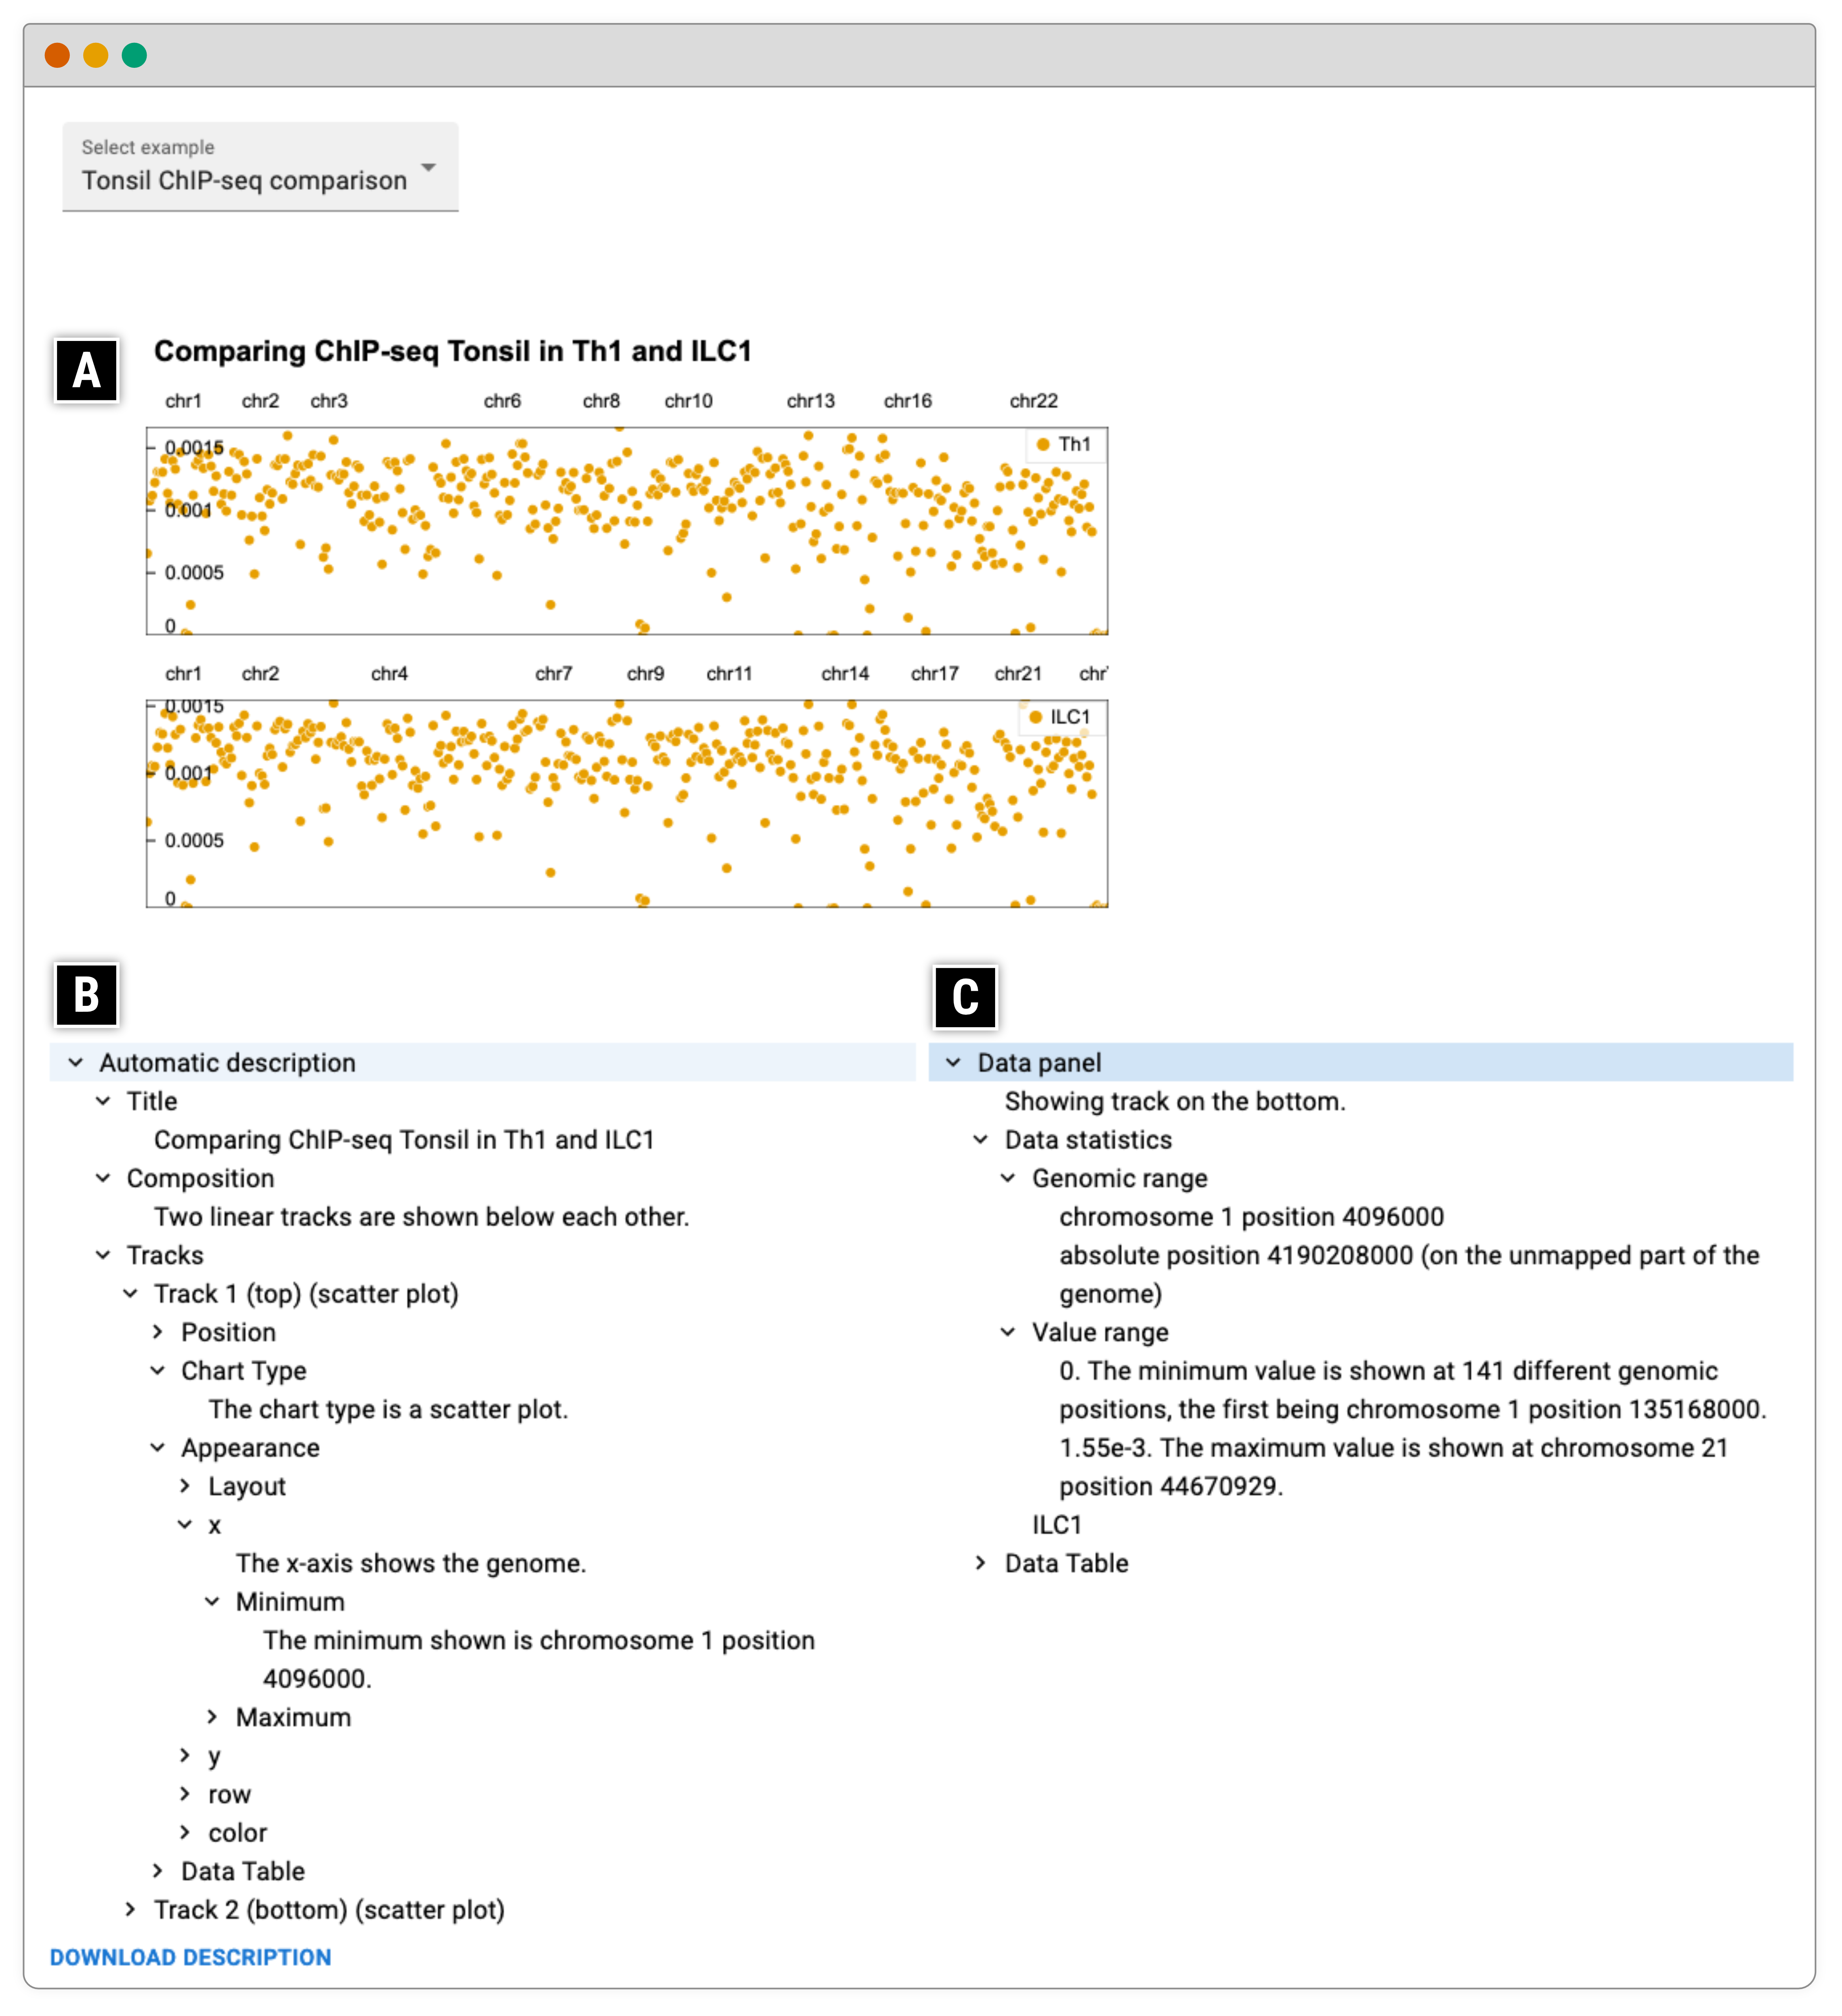 Select example
Tonsil ChIP-seq comparison
A
Comparing ChIP-seq Tonsil in Th1 and ILC1
chr1 chr2 chr3 chr6 chr8 chr10 chr13 chr16 chr22
0.0015
Th1
0.001
0.0005
0
chr1 chr2 chr4 chr7 chr9 chr11 chr14 chr17 chr21 chr
0.0015
ILC1
0.001
0.0005
0
B
Automatic description
Title
Comparing ChIP-seq Tonsil in Th1 and ILC1
Composition
Two linear tracks are shown below each other.
Tracks
Track 1 (top) (scatter plot)
Position
Chart Type
The chart type is a scatter plot.
Appearance
Layout
x
The x-axis shows the genome.
Minimum
The minimum shown is chromosome 1 position
4096000.
Maximum
y
row
color
Data Table
Track 2 (bottom) (scatter plot)
DOWNLOAD DESCRIPTION
C
Data panel
Showing track on the bottom.
Data statistics
Genomic range
chromosome 1 position 4096000
absolute position 4190208000 (on the unmapped part of the
genome)
Value range
0. The minimum value is shown at 141 different genomic
positions, the first being chromosome 1 position 135168000.
1.55e-3. The maximum value is shown at chromosome 21
position 44670929.
ILC1
Data Table